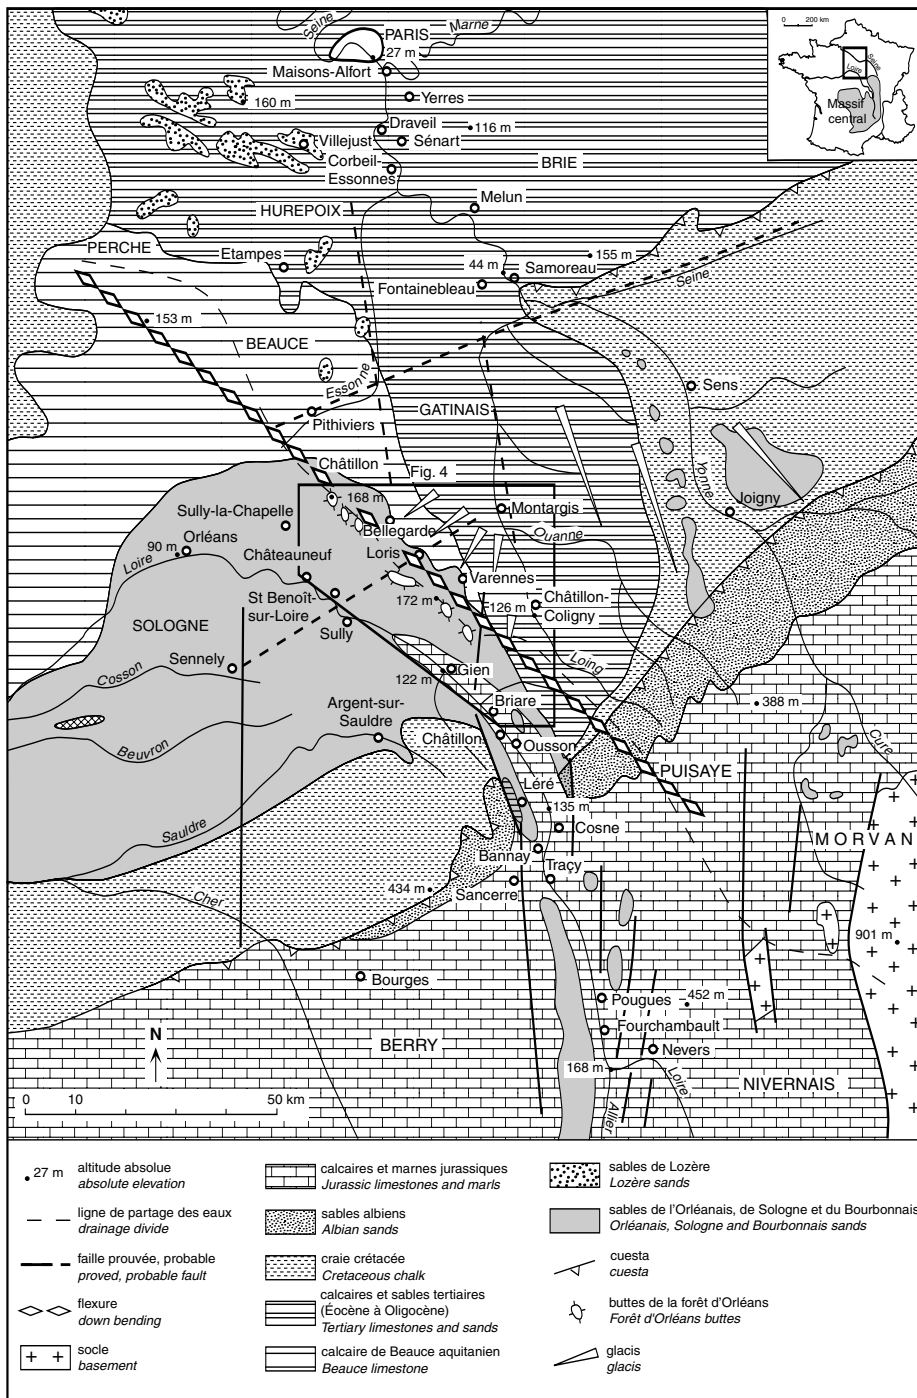 Seine
Marne
PARIS
27 m
0 200 km
Seine
Loire
Massif
central
Maisons-Alfort
160 m
Yerres
Draveil
116 m
Villejust
Sénart
Corbeil-
Essonnes
BRIE
Melun
HUREPOIX
PERCHE
Etampes
155 m
44 m
Samoreau
Seine
Fontainebleau
153 m
BEAUCE
Essonne
Sens
GATINAIS
Pithiviers
Yonne
Châtillon
Fig. 4
168 m
Joigny
Sully-la-Chapelle
Montargis
Bellegarde
Ouanne
Orléans
90 m
Loire
Châteauneuf
Loris
Varennes
St Benoît-
sur-Loire
172 m
126 m
Châtillon-
Coligny
SOLOGNE
Sully
Sennely
Loing
Cosson
Gien
122 m
388 m
Argent-sur-
Sauldre
Briare
Beuvron
Châtillon
Ousson
Cure
PUISAYE
Léré
135 m
Sauldre
Cosne
MORVAN
Bannay
Traçy
Cher
434 m
Sancerre
901 m
Bourges
Pougues
452 m
Fourchambault
N
BERRY
Nevers
168 m
Loire
NIVERNAIS
Allier
0 10 50 km
27 m
altitude absolue
absolute elevation
ligne de partage des eaux
drainage divide
faille prouvée, probable
proved, probable fault
flexure
down bending
socle
basement
calcaires et marnes jurassiques
Jurassic limestones and marls
sables albiens
Albian sands
craie crétacée
Cretaceous chalk
calcaires et sables tertiaires
(Éocène à Oligocène)
Tertiary limestones and sands
calcaire de Beauce aquitanien
Beauce limestone
sables de Lozère
Lozère sands
sables de l'Orléanais, de Sologne et du Bourbonnais
Orléanais, Sologne and Bourbonnais sands
cuesta
cuesta
buttes de la forêt d'Orléans
Forêt d'Orléans buttes
glacis
glacis